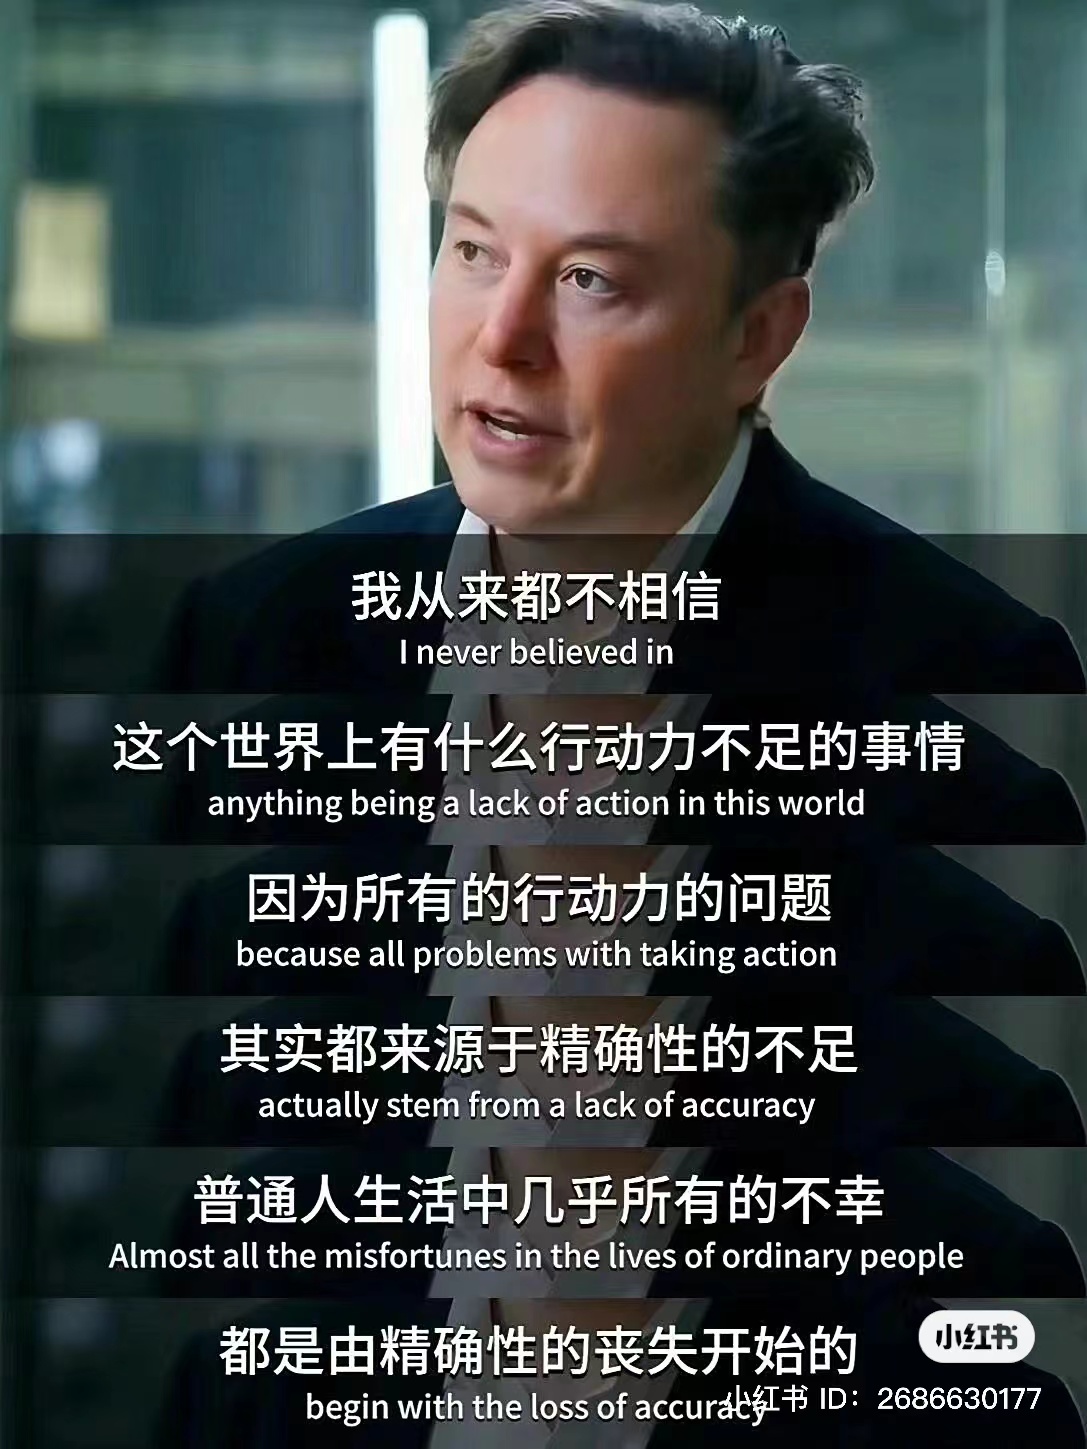 我从来都不相信
I never believed in
这个世界上有什么行动力不足的事情
anything being a lack of action in this world
因为所有的行动力的问题
because all problems with taking action
其实都来源于精确性的不足
actually stem from a lack of accuracy
普通人生活中几乎所有的不幸
Almost all the misfortunes in the lives of ordinary people
都是由精确性的丧失开始的
小红书
begin with the loss of accuracy
小红书 ID：2686630177